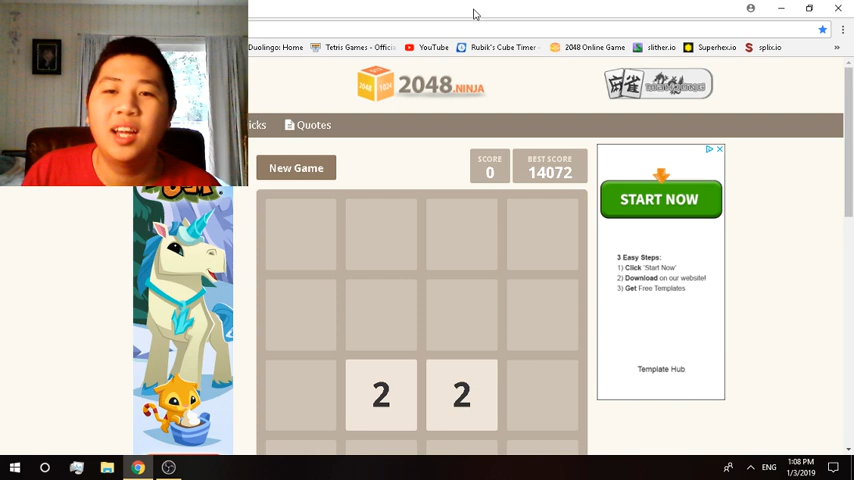 Duolingo: Home
Tetris Games - Offici
YouTube
Rubik's Cube Timer -
2048 Online Game
slither.io
Superhex.io
splix.io
»
2048 1024
2048.NINJA
icks
Quotes
New Game
SCORE
0
BEST SCORE
14072
START NOW
3 Easy Steps:
1) Click 'Start Now'
2) Download on our website!
3) Get Free Templates
2
2
Template Hub
ENG
1:08 PM
1/3/2019